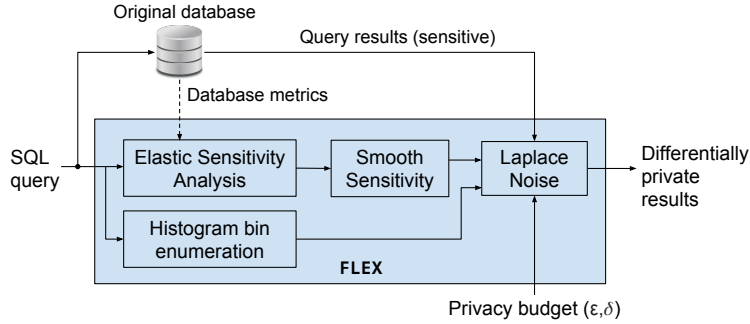 Original database
Query results (sensitive)
Database metrics
SQL
query
Elastic Sensitivity
Analysis
Smooth
Sensitivity
Laplace
Noise
Differentially
private
results
Histogram bin
enumeration
FLEX
Privacy budget (ε,δ)